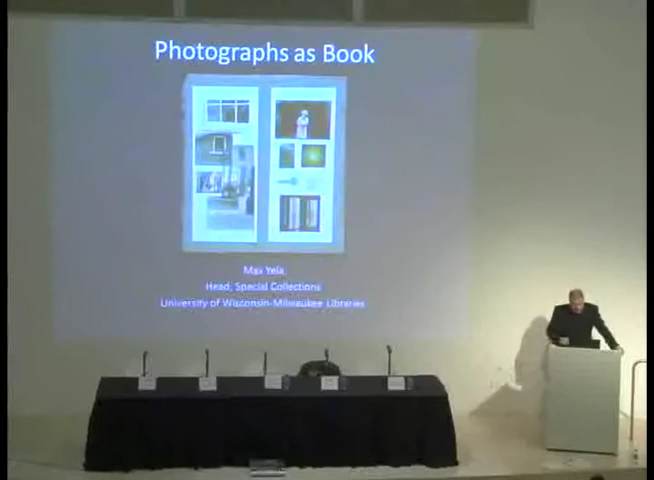 Photographs as Book
Max Yela
Head, Special Collections
University of Wisconsin-Milwaukee Libraries